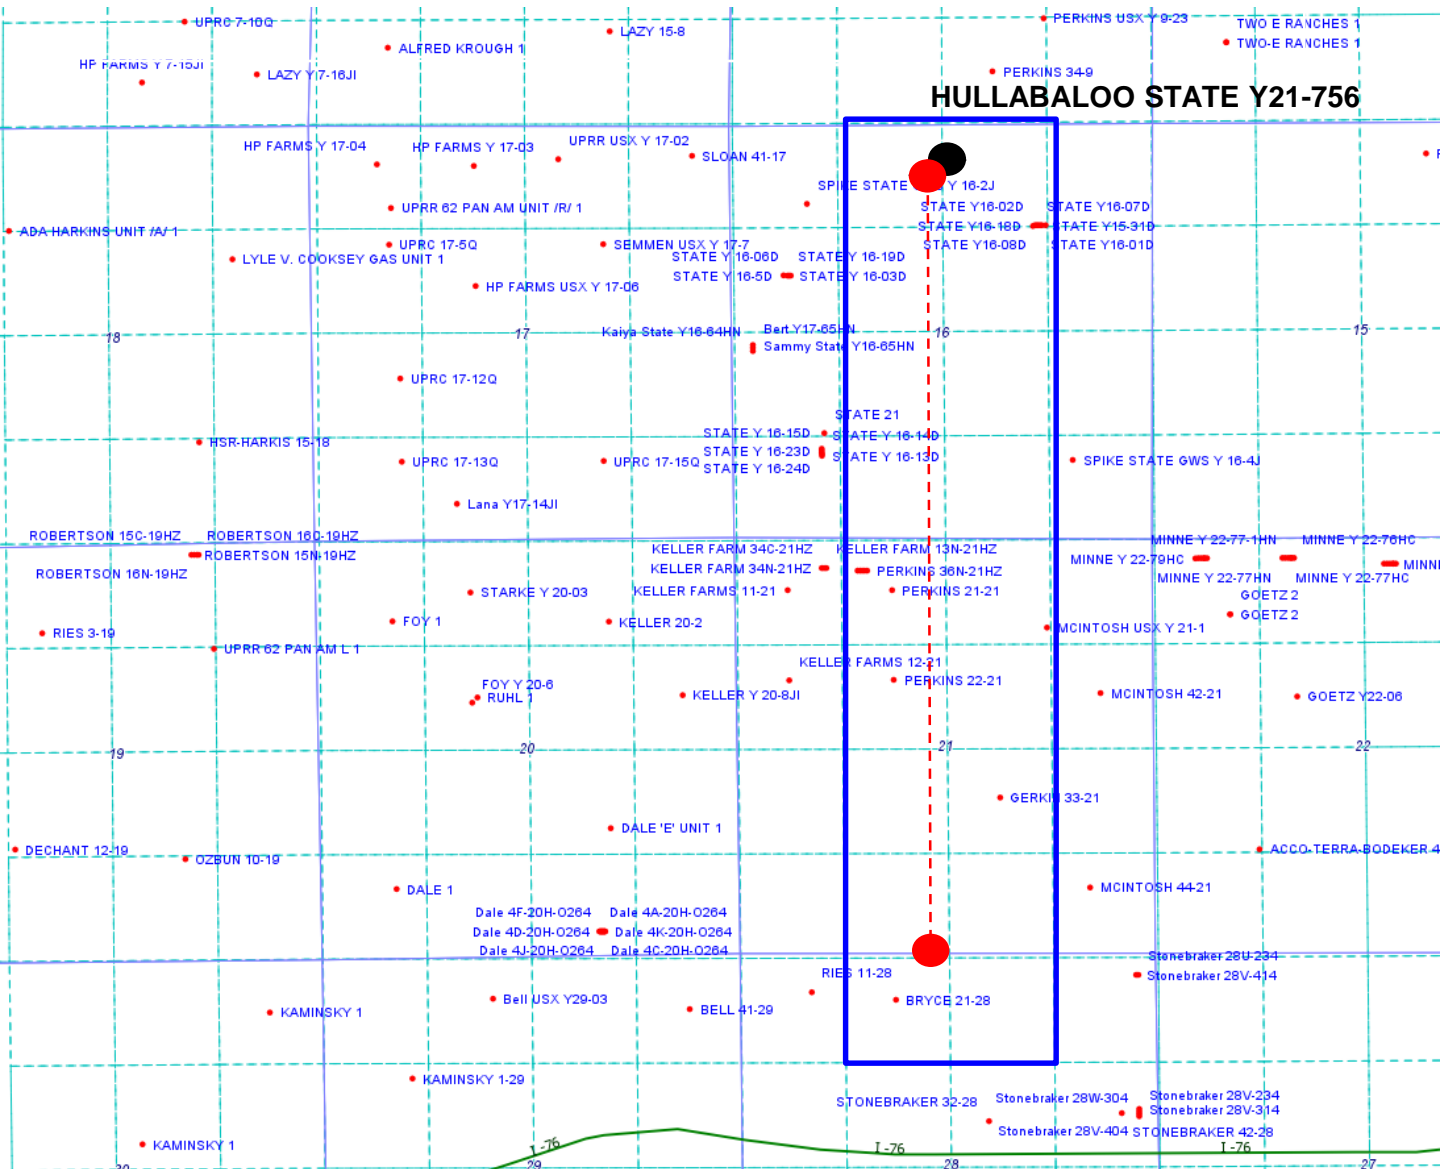 UPRC 7-10Q
PERKINS USX Y 9-23
TWO E RANCHES 1
LAZY 15-8
ALFRED KROUGH 1
TWO-E RANCHES 1
HP FARMS Y 7-15JI
LAZY Y 7-16JI
PERKINS 34-9
HULLABALOO STATE Y21-756
HP FARMS Y 17-04
HP FARMS Y 17-03
UPRR USX Y 17-02
SLOAN 41-17
SPIKE STATE Y 16-2J
UPRR 62 PAN AM UNIT /R/ 1
STATE Y16-02D
STATE Y16-07D
STATE Y16-18D
STATE Y15-31D
ADA HARKINS UNIT /A/ 1
UPRC 17-5Q
SEMMEN USX Y 17-7
STATE Y16-08D
STATE Y16-01D
LYLE V. COOKSEY GAS UNIT 1
STATE Y 16-06D
STATE Y 16-19D
STATE Y 16-5D
STATE Y 16-03D
HP FARMS USX Y 17-06
18
17
Kaiya State Y16-64HN
Bert Y17-65HN
16
15
Sammy State Y16-65HN
UPRC 17-12Q
STATE 21
STATE Y 16-15D
STATE Y 16-14D
HSR-HARKIS 15-18
STATE Y 16-23D
STATE Y 16-13D
UPRC 17-13Q
UPRC 17-15Q
STATE Y 16-24D
SPIKE STATE GWS Y 16-4J
Lana Y17-14JI
ROBERTSON 15C-19HZ
ROBERTSON 16C-19HZ
ROBERTSON 15N-19HZ
ROBERTSON 16N-19HZ
KELLER FARM 34C-21HZ
KELLER FARM 13N-21HZ
MINNE Y 22-77-1HN
MINNE Y 22-76HC
KELLER FARM 34N-21HZ
PERKINS 36N-21HZ
MINNE Y 22-79HC
MINNE
MINNE Y 22-77HN
MINNE Y 22-77HC
STARKE Y 20-03
KELLER FARMS 11-21
PERKINS 21-21
GOETZ 2
GOETZ 2
RIES 3-19
FOY 1
KELLER 20-2
MCINTOSH USX Y 21-1
UPRR 62 PAN AM L 1
KELLER FARMS 12-21
FOY Y 20-6
RUHL 1
KELLER Y 20-8JI
PERKINS 22-21
MCINTOSH 42-21
GOETZ Y22-06
19
20
21
22
GERKIN 33-21
DALE 'E' UNIT 1
DECHANT 12-19
OZBUN 10-19
ACCO-TERRA-BODEKER 4
DALE 1
MCINTOSH 44-21
Dale 4F-20H-O264
Dale 4A-20H-O264
Dale 4D-20H-O264
Dale 4K-20H-O264
Dale 4J-20H-O264
Dale 4C-20H-O264
Stonebraker 28U-234
RIES 11-28
Stonebraker 28V-414
Bell USX Y29-03
BELL 41-29
BRYCE 21-28
KAMINSKY 1
KAMINSKY 1-29
STONEBRAKER 32-28
Stonebraker 28W-304
Stonebraker 28V-234
Stonebraker 28V-314
Stonebraker 28V-404
STONEBRAKER 42-28
KAMINSKY 1
I-76
I-76
I-76
29
28
27